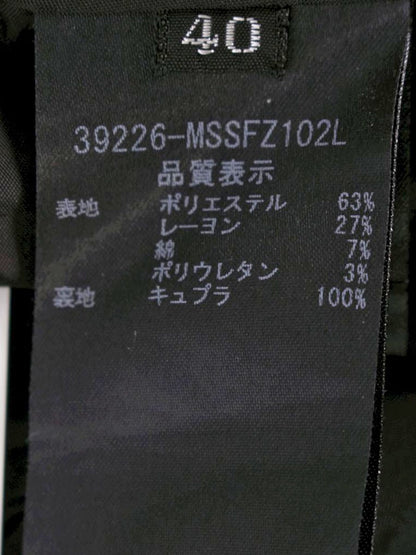 40
39226-MSSFZ102L
品質表示
表地 ポリエステル 63%
レーヨン 27%
綿 7%
ポリウレタン 3%
裏地 キュプラ 100%